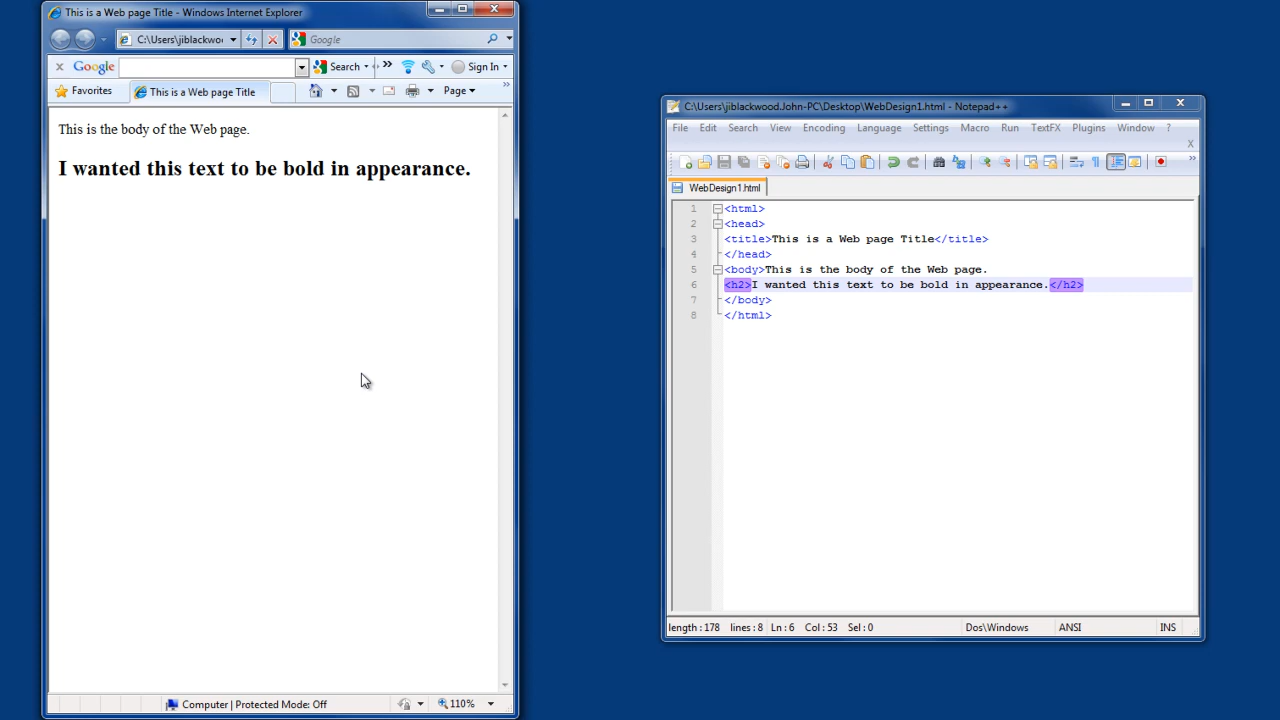 This is a Web page Title - Windows Internet Explorer
C:\Users\jiblackwoo
Google
x Google Search » Sign In
Favorites This is a Web page Title Page »
This is the body of the Web page.
I wanted this text to be bold in appearance.
Computer | Protected Mode: Off 110%
C:\Users\jiblackwood.John-PC\Desktop\WebDesign1.html - Notepad++
File Edit Search View Encoding Language Settings Macro Run TextFX Plugins Window ?
X
WebDesign1.html
1 <html>
2 <head>
3 <title>This is a Web page Title</title>
4 </head>
5 <body>This is the body of the Web page.
6 <h2>I wanted this text to be bold in appearance.</h2>
7 </body>
8 </html>
length : 178 lines : 8 Ln : 6 Col : 53 Sel : 0 Dos\Windows ANSI INS